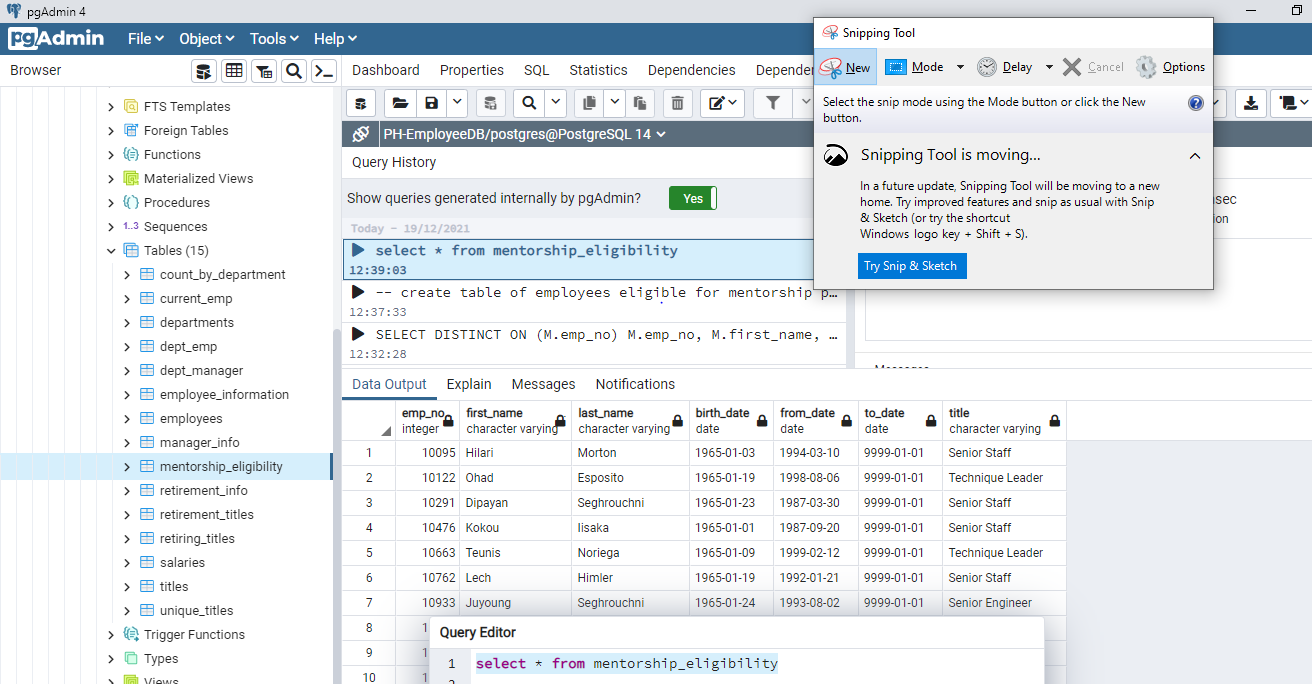 pgAdmin 4
pgAdmin File Object Tools Help
Browser
FTS Templates
Foreign Tables
Functions
Materialized Views
Procedures
1..3 Sequences
Tables (15)
count_by_department
current_emp
departments
dept_emp
dept_manager
employee_information
employees
manager_info
mentorship_eligibility
retirement_info
retirement_titles
retiring_titles
salaries
titles
unique_titles
Trigger Functions
Types
Views
Dashboard Properties SQL Statistics Dependencies Depender
PH-EmployeeDB/postgres@PostgreSQL 14
Query History
Show queries generated internally by pgAdmin? Yes
Today - 19/12/2021
select * from mentorship_eligibility
12:39:03
-- create table of employees eligible for mentorship p…
12:37:33
SELECT DISTINCT ON (M.emp_no) M.emp_no, M.first_name, …
12:32:28
Snipping Tool
New Mode Delay Cancel Options
Select the snip mode using the Mode button or click the New
button.
Snipping Tool is moving...
In a future update, Snipping Tool will be moving to a new
home. Try improved features and snip as usual with Snip
& Sketch (or try the shortcut
Windows logo key + Shift + S).
Try Snip & Sketch
sec
ion
Messages
Data Output Explain Messages Notifications
emp_no first_name last_name birth_date from_date to_date title
integer character varying character varying date date date character varying
1 10095 Hilari Morton 1965-01-03 1994-03-10 9999-01-01 Senior Staff
2 10122 Ohad Esposito 1965-01-19 1998-08-06 9999-01-01 Technique Leader
3 10291 Dipayan Seghrouchni 1965-01-23 1987-03-30 9999-01-01 Senior Staff
4 10476 Kokou Iisaka 1965-01-01 1987-09-20 9999-01-01 Senior Staff
5 10663 Teunis Noriega 1965-01-09 1999-02-12 9999-01-01 Technique Leader
6 10762 Lech Himler 1965-01-19 1992-01-21 9999-01-01 Senior Staff
7 10933 Juyoung Seghrouchni 1965-01-24 1993-08-02 9999-01-01 Senior Engineer
8 1
9 1
10 1
Query Editor
1 select * from mentorship_eligibility